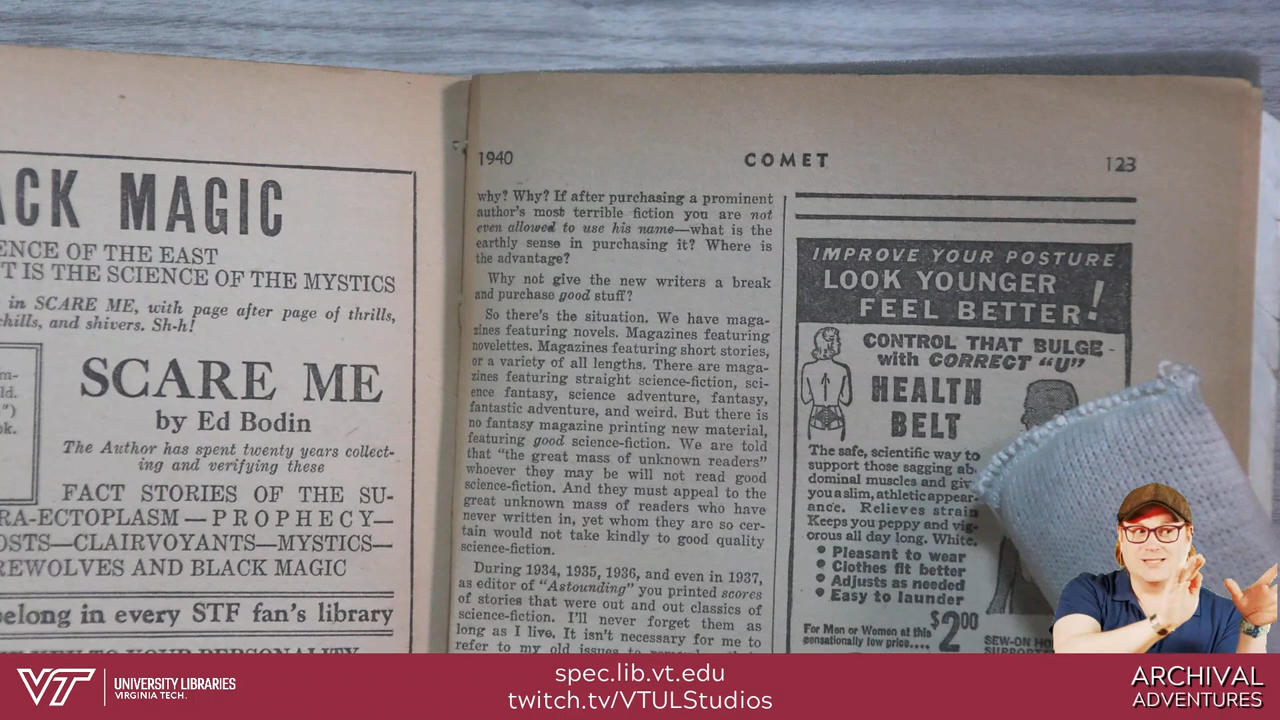 ACK MAGIC
ENCE OF THE EAST
T IS THE SCIENCE OF THE MYSTICS
in SCARE ME, with page after page of thrills,
chills, and shivers. Sh-h!
SCARE ME
by Ed Bodin
The Author has spent twenty years collect-
ing and verifying these
FACT STORIES OF THE SU-
RA-ECTOPLASM—PROPHECY—
OSTS—CLAIRVOYANTS—MYSTICS—
REWOLVES AND BLACK MAGIC
belong in every STF fan's library
1940
COMET
123
why? Why? If after purchasing a prominent
author's most terrible fiction you are not
even allowed to use his name—what is the
earthly sense in purchasing it? Where is
the advantage?
Why not give the new writers a break
and purchase good stuff?
So there's the situation. We have maga-
zines featuring novels. Magazines featuring
novelettes. Magazines featuring short stories,
or a variety of all lengths. There are maga-
zines featuring straight science-fiction, sci-
ence fantasy, science adventure, fantasy,
fantastic adventure, and weird. But there is
no fantasy magazine printing new material,
featuring good science-fiction. We are told
that "the great mass of unknown readers"
whoever they may be will not read good
science-fiction. And they must appeal to the
great unknown mass of readers who have
never written in, yet whom they are so cer-
tain would not take kindly to good quality
science-fiction.
During 1934, 1935, 1936, and even in 1937,
as editor of "Astounding" you printed scores
of stories that were out and out classics of
science-fiction. I'll never forget them as
long as I live. It isn't necessary for me to
refer to my old issues to
IMPROVE YOUR POSTURE
LOOK YOUNGER
FEEL BETTER!
CONTROL THAT BULGE-
with CORRECT "U"
HEALTH
BELT
The safe, scientific way to
support those sagging ab-
dominal muscles and giv
you a slim, athletic appear-
ance. Relieves strain
Keeps you peppy and vig-
orous all day long. White.
• Pleasant to wear
• Clothes fit better
• Adjusts as needed
• Easy to launder
For Men or Women at this
sensationally low price.... $2.00
SEW-ON HO
SUPPORT
VT UNIVERSITY LIBRARIES
VIRGINIA TECH.
spec.lib.vt.edu
twitch.tv/VTULStudios
ARCHIVAL
ADVENTURES